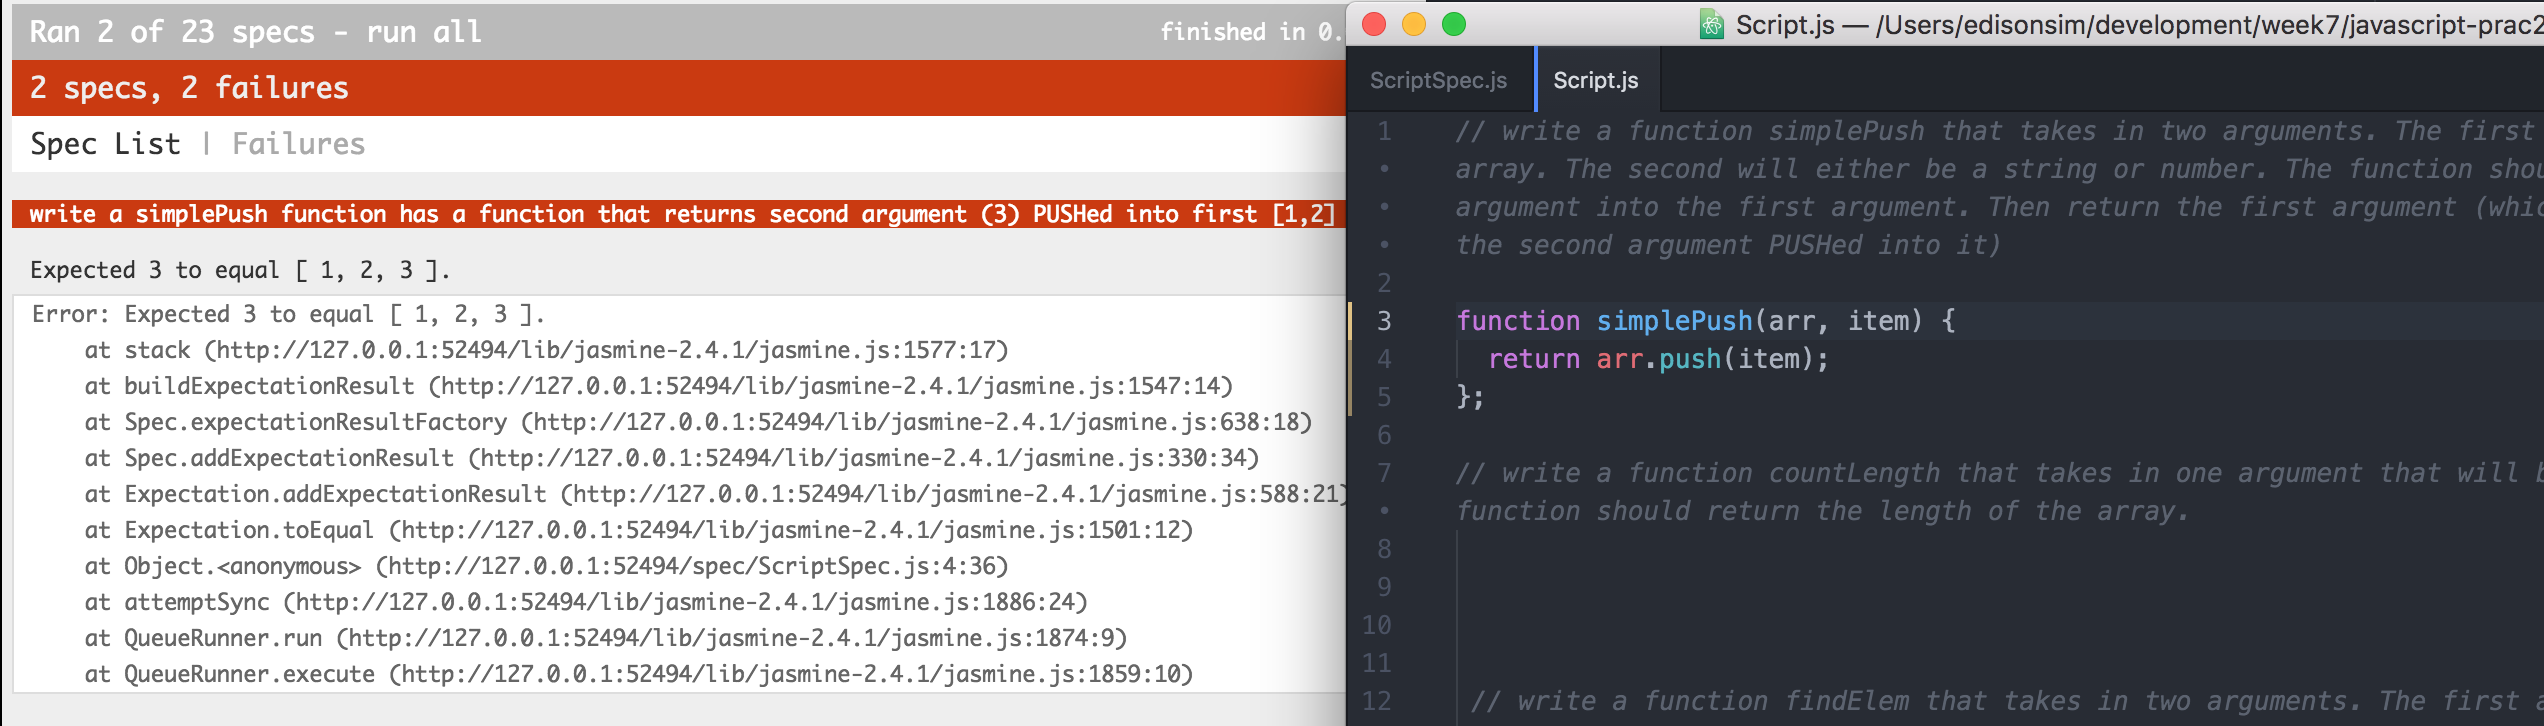 Ran 2 of 23 specs - run all
finished in 0.
2 specs, 2 failures
Spec List | Failures
write a simplePush function has a function that returns second argument (3) PUSHed into first [1,2]
Expected 3 to equal [ 1, 2, 3 ].
Error: Expected 3 to equal [ 1, 2, 3 ].
at stack (http://127.0.0.1:52494/lib/jasmine-2.4.1/jasmine.js:1577:17)
at buildExpectationResult (http://127.0.0.1:52494/lib/jasmine-2.4.1/jasmine.js:1547:14)
at Spec.expectationResultFactory (http://127.0.0.1:52494/lib/jasmine-2.4.1/jasmine.js:638:18)
at Spec.addExpectationResult (http://127.0.0.1:52494/lib/jasmine-2.4.1/jasmine.js:330:34)
at Expectation.addExpectationResult (http://127.0.0.1:52494/lib/jasmine-2.4.1/jasmine.js:588:21)
at Expectation.toEqual (http://127.0.0.1:52494/lib/jasmine-2.4.1/jasmine.js:1501:12)
at Object.<anonymous> (http://127.0.0.1:52494/spec/ScriptSpec.js:4:36)
at attemptSync (http://127.0.0.1:52494/lib/jasmine-2.4.1/jasmine.js:1886:24)
at QueueRunner.run (http://127.0.0.1:52494/lib/jasmine-2.4.1/jasmine.js:1874:9)
at QueueRunner.execute (http://127.0.0.1:52494/lib/jasmine-2.4.1/jasmine.js:1859:10)
Script.js — /Users/edisonsim/development/week7/javascript-prac2
ScriptSpec.js
Script.js
1 // write a function simplePush that takes in two arguments. The first
• array. The second will either be a string or number. The function shou
• argument into the first argument. Then return the first argument (whic
• the second argument PUSHed into it)
2
3 function simplePush(arr, item) {
4 return arr.push(item);
5 };
6
7 // write a function countLength that takes in one argument that will b
• function should return the length of the array.
8
9
10
11
12 // write a function findElem that takes in two arguments. The first a